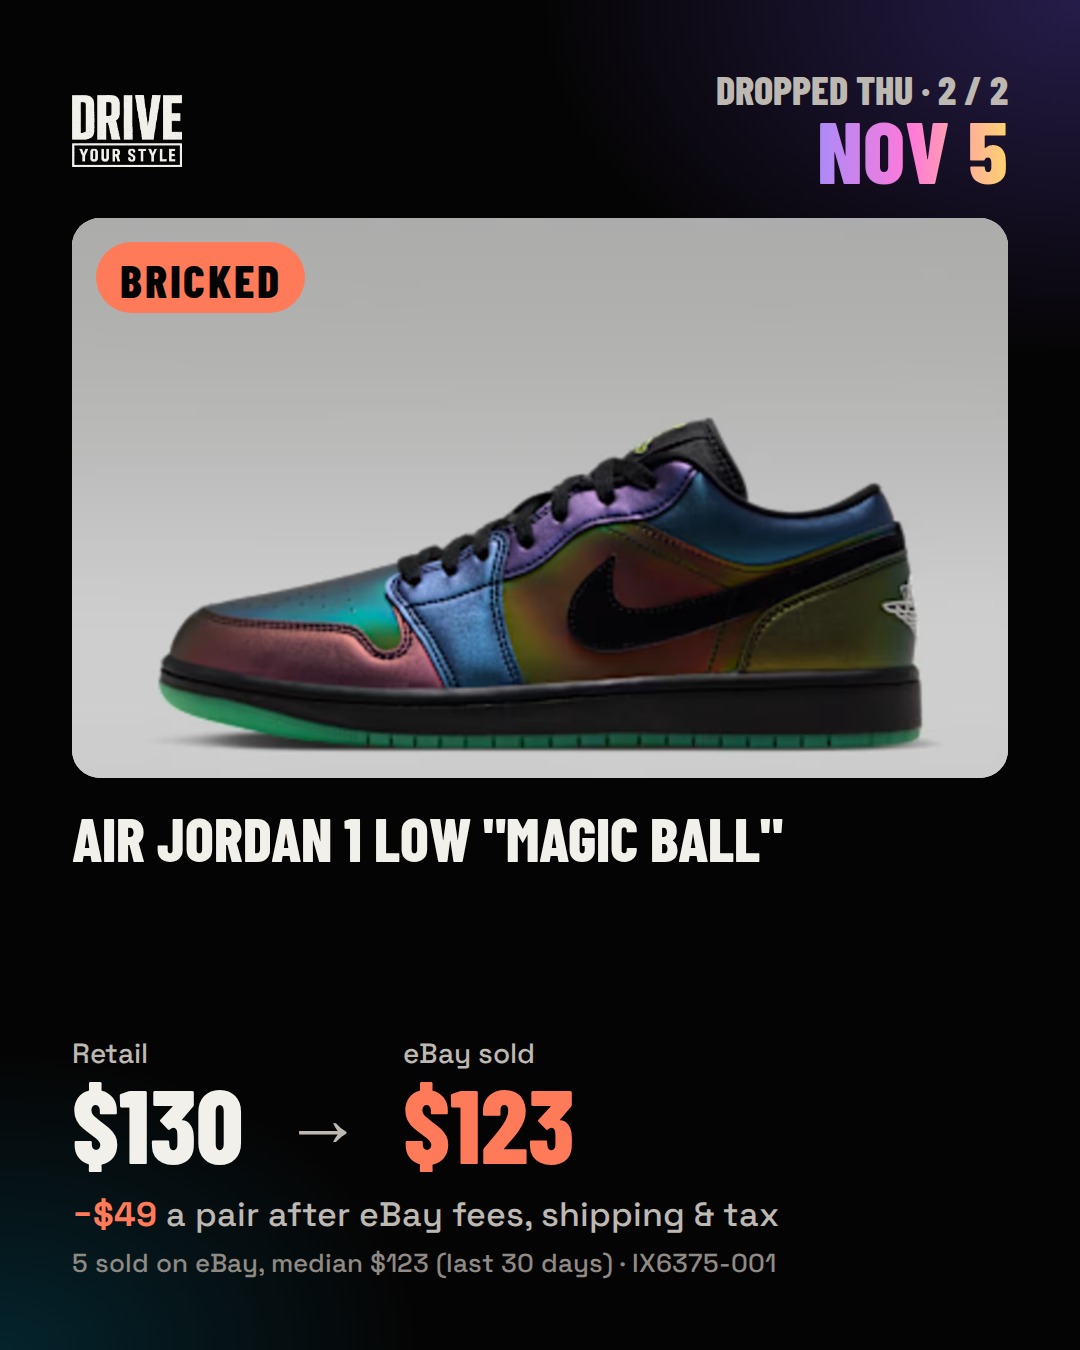 DRIVE
YOUR STYLE
DROPPED THU · 2 / 2
NOV 5
BRICKED
AIR JORDAN 1 LOW "MAGIC BALL"
Retail
eBay sold
$130 → $123
-$49 a pair after eBay fees, shipping & tax
5 sold on eBay, median $123 (last 30 days) · IX6375-001